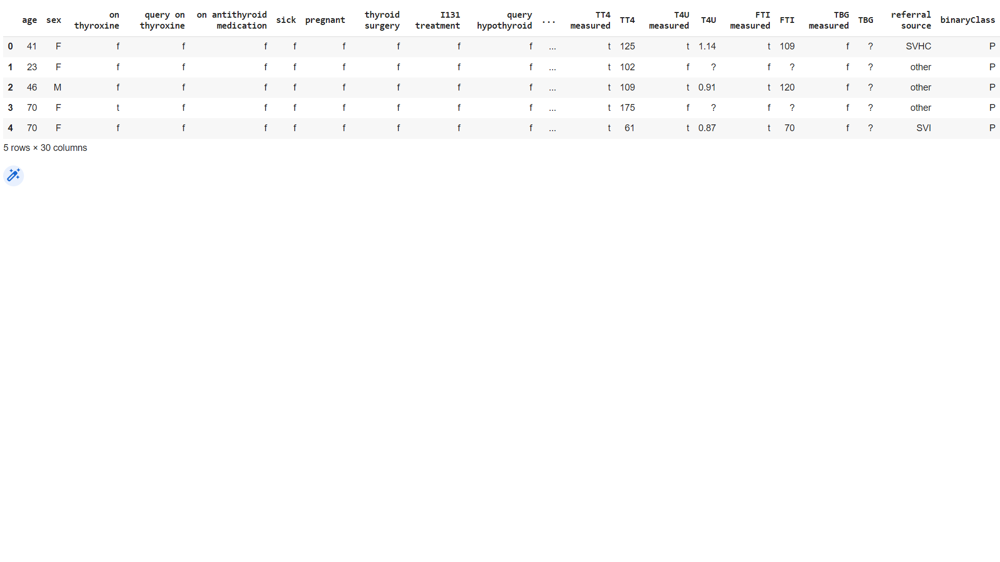 age sex on thyroxine query on thyroxine on antithyroid medication sick pregnant thyroid surgery I131 treatment query hypothyroid ... TT4 measured TT4 T4U measured T4U FTI measured FTI TBG measured TBG referral source binaryClass
0 41 F f f f f f f f f ... t 125 t 1.14 t 109 f ? SVHC P
1 23 F f f f f f f f f ... t 102 f ? f ? f ? other P
2 46 M f f f f f f f f ... t 109 t 0.91 t 120 f ? other P
3 70 F t f f f f f f f ... t 175 f ? f ? f ? other P
4 70 F f f f f f f f f ... t 61 t 0.87 t 70 f ? SVI P
5 rows × 30 columns